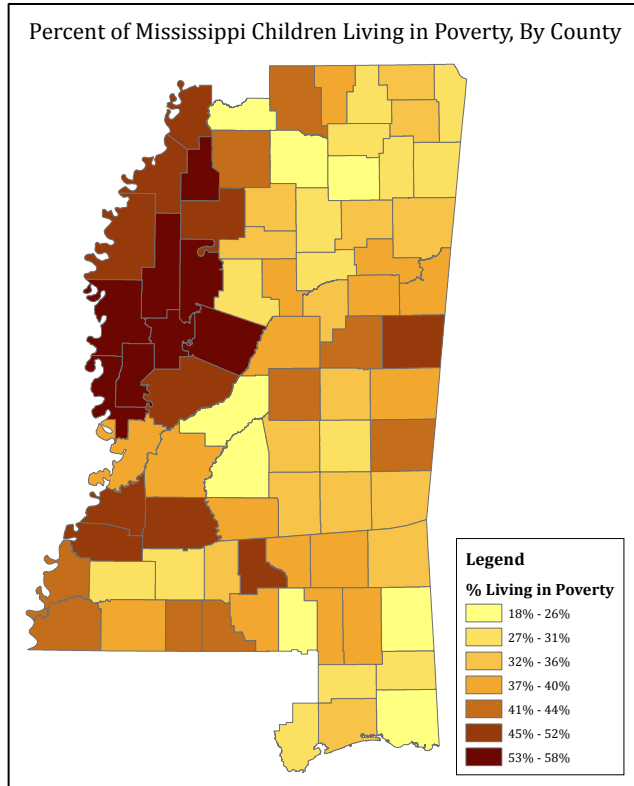 Percent of Mississippi Children Living in Poverty, By County
Legend
% Living in Poverty
18% - 26%
27% - 31%
32% - 36%
37% - 40%
41% - 44%
45% - 52%
53% - 58%